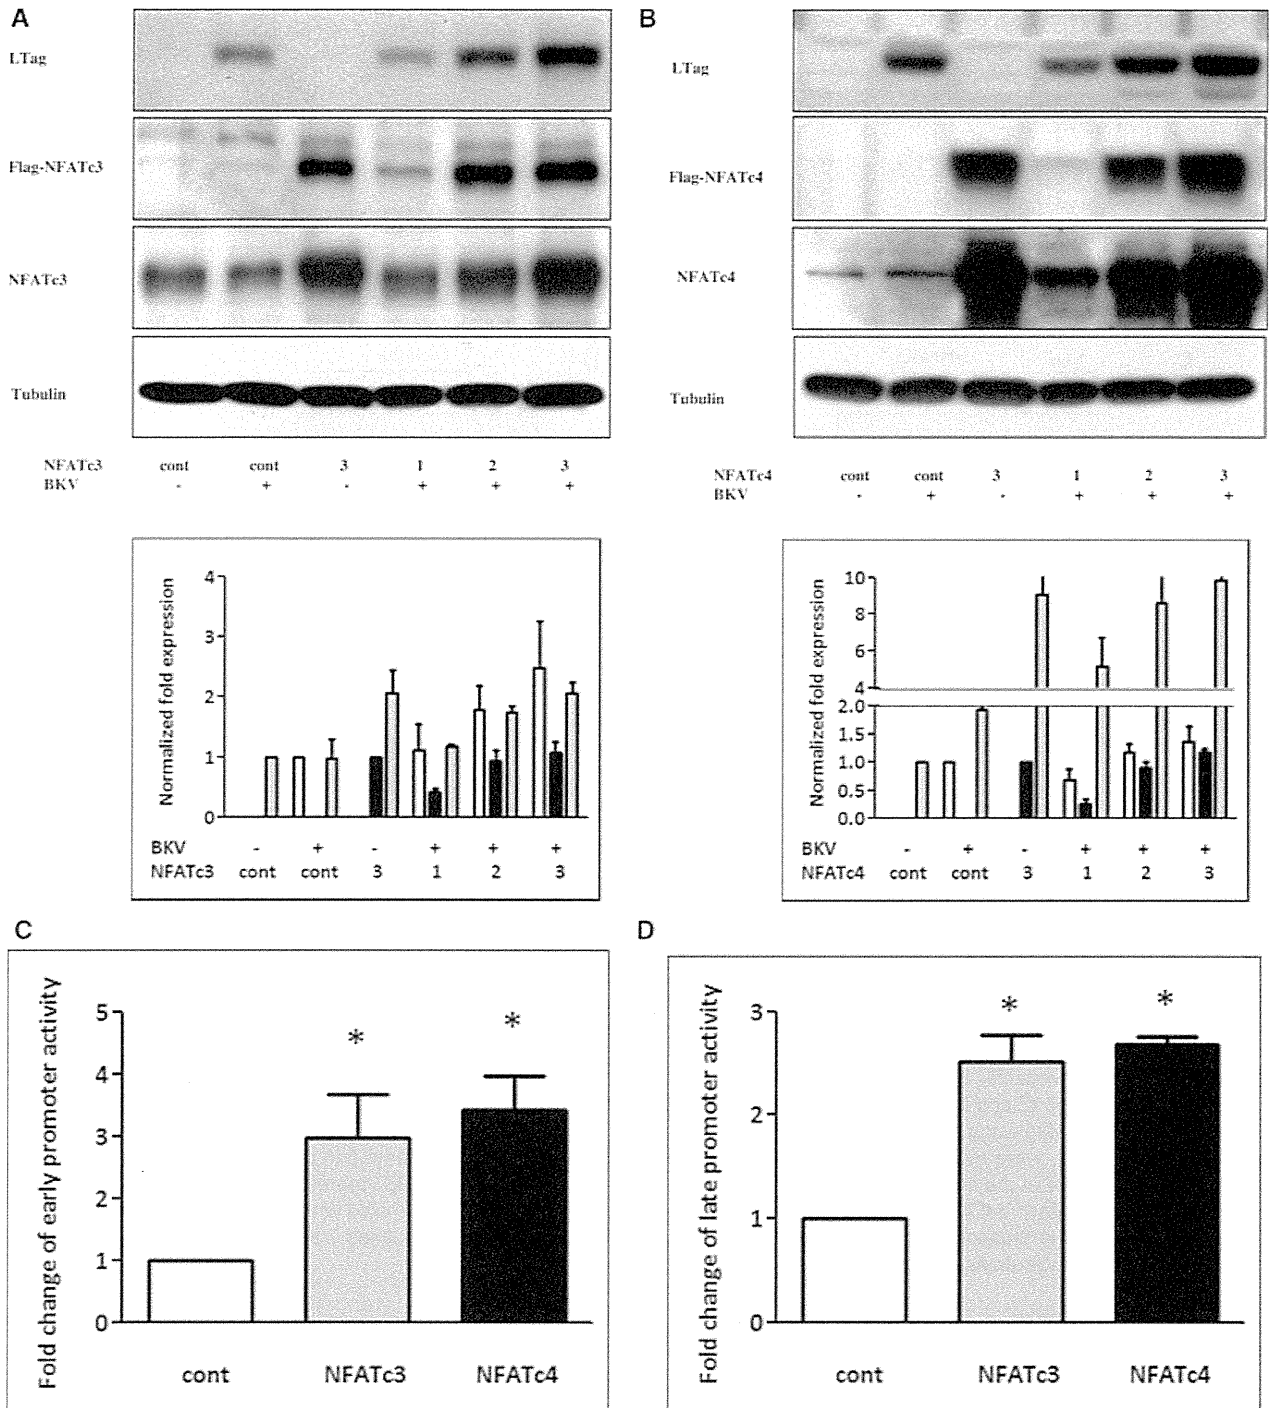 A
LTag
Flag-NFATc3
NFATc3
Tubulin
NFATc3 cont cont 3 1 2 3
BKV - + - + + +
Normalized fold expression
4
3
2
1
0
BKV - + - + + +
NFATc3 cont cont 3 1 2 3
B
LTag
Flag-NFATc4
NFATc4
Tubulin
NFATc4 cont cont 3 1 2 3
BKV - + - + + +
Normalized fold expression
10
8
6
4
2.0
1.5
1.0
0.5
0.0
BKV - + - + + +
NFATc4 cont cont 3 1 2 3
C
Fold change of early promoter activity
5
4
3
2
1
0
* *
cont NFATc3 NFATc4
D
Fold change of late promoter activity
3
2
1
0
* *
cont NFATc3 NFATc4